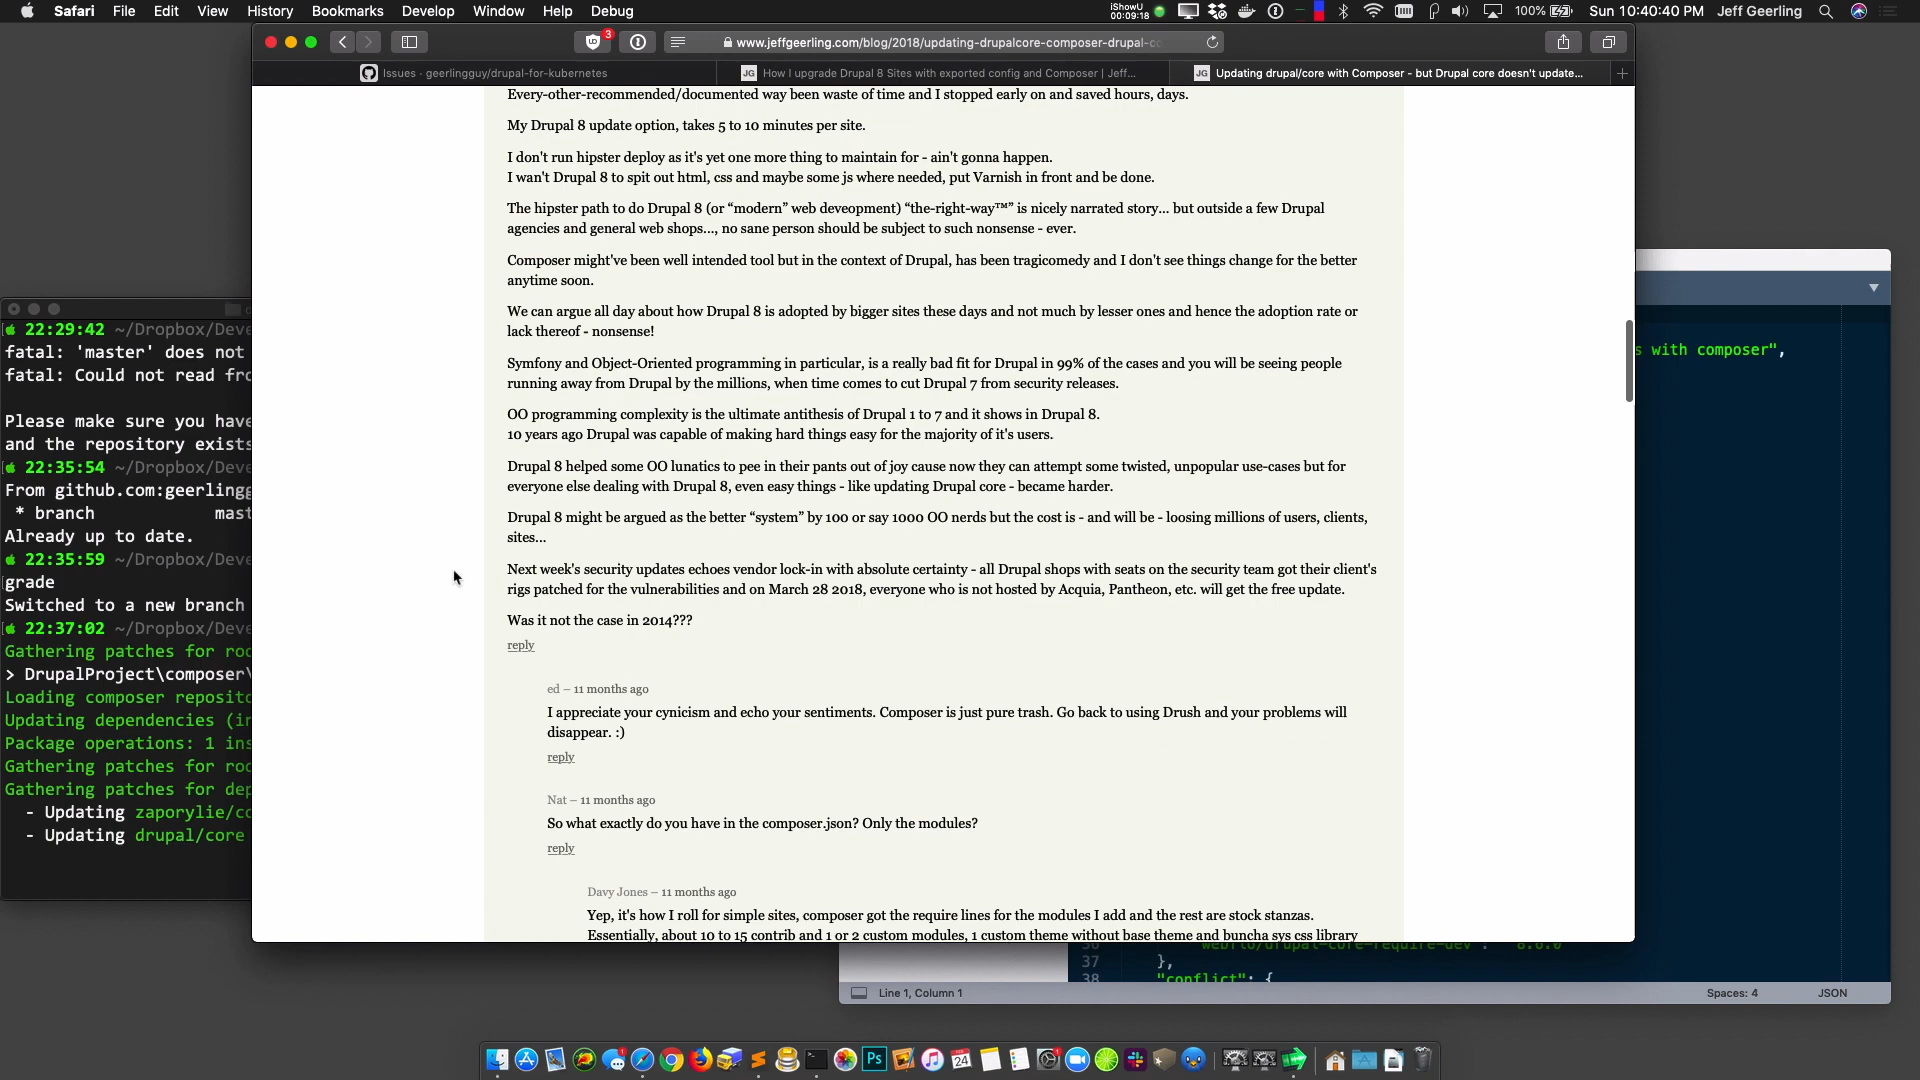 Safari File Edit View History Bookmarks Develop Window Help Debug
iShowU
00:09:18
100%
Sun 10:40:40 PM Jeff Geerling
3
www.jeffgeerling.com/blog/2018/updating-drupalcore-composer-drupal-co
Issues · geerlingguy/drupal-for-kubernetes
JG How I upgrade Drupal 8 Sites with exported config and Composer | Jeff...
JG Updating drupal/core with Composer - but Drupal core doesn't update...
Every-other-recommended/documented way been waste of time and I stopped early on and saved hours, days.
My Drupal 8 update option, takes 5 to 10 minutes per site.
I don't run hipster deploy as it's yet one more thing to maintain for - ain't gonna happen.
I wan't Drupal 8 to spit out html, css and maybe some js where needed, put Varnish in front and be done.
The hipster path to do Drupal 8 (or “modern” web deveopment) “the-right-way™” is nicely narrated story... but outside a few Drupal
agencies and general web shops..., no sane person should be subject to such nonsense - ever.
Composer might've been well intended tool but in the context of Drupal, has been tragicomedy and I don't see things change for the better
anytime soon.
We can argue all day about how Drupal 8 is adopted by bigger sites these days and not much by lesser ones and hence the adoption rate or
lack thereof - nonsense!
Symfony and Object-Oriented programming in particular, is a really bad fit for Drupal in 99% of the cases and you will be seeing people
running away from Drupal by the millions, when time comes to cut Drupal 7 from security releases.
OO programming complexity is the ultimate antithesis of Drupal 1 to 7 and it shows in Drupal 8.
10 years ago Drupal was capable of making hard things easy for the majority of it's users.
Drupal 8 helped some OO lunatics to pee in their pants out of joy cause now they can attempt some twisted, unpopular use-cases but for
everyone else dealing with Drupal 8, even easy things - like updating Drupal core - became harder.
Drupal 8 might be argued as the better “system” by 100 or say 1000 OO nerds but the cost is - and will be - loosing millions of users, clients,
sites...
Next week's security updates echoes vendor lock-in with absolute certainty - all Drupal shops with seats on the security team got their client's
rigs patched for the vulnerabilities and on March 28 2018, everyone who is not hosted by Acquia, Pantheon, etc. will get the free update.
Was it not the case in 2014???
reply
ed – 11 months ago
I appreciate your cynicism and echo your sentiments. Composer is just pure trash. Go back to using Drush and your problems will
disappear. :)
reply
Nat – 11 months ago
So what exactly do you have in the composer.json? Only the modules?
reply
Davy Jones – 11 months ago
Yep, it's how I roll for simple sites, composer got the require lines for the modules I add and the rest are stock stanzas.
Essentially, about 10 to 15 contrib and 1 or 2 custom modules, 1 custom theme without base theme and buncha sys css library
22:29:42 ~/Dropbox/Deve
fatal: 'master' does not
fatal: Could not read fro
Please make sure you have
and the repository exists
22:35:54 ~/Dropbox/Deve
From github.com:geerlingg
* branch mast
Already up to date.
22:35:59 ~/Dropbox/Deve
grade
Switched to a new branch
22:37:02 ~/Dropbox/Deve
Gathering patches for roo
> DrupalProject\composer\
Loading composer reposito
Updating dependencies (in
Package operations: 1 ins
Gathering patches for roo
Gathering patches for dep
- Updating zaporylie/co
- Updating drupal/core
s with composer",
36 "webflo/drupal-core-require-dev": "8.6.0"
37 },
38 "conflict": {
Line 1, Column 1
Spaces: 4
JSON
Ps
24